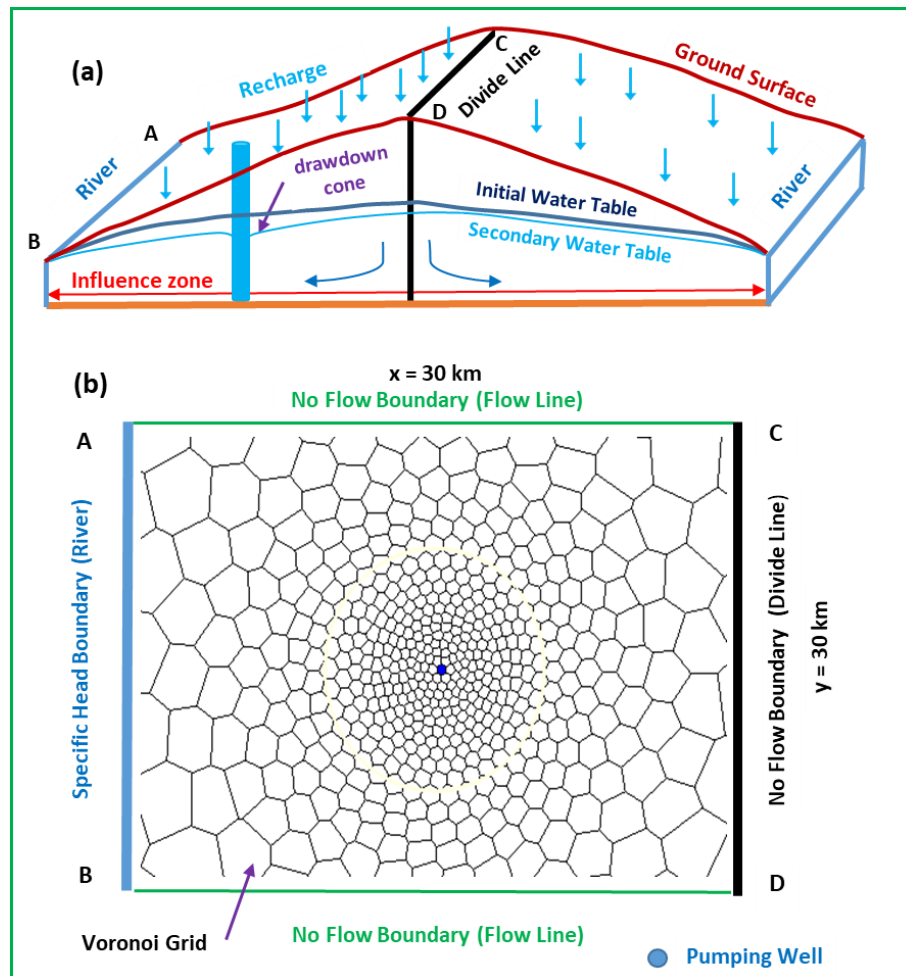 (a)
Recharge
C
Divide Line
Ground Surface
A
D
River
drawdown
cone
River
Initial Water Table
Secondary Water Table
B
Influence zone
(b)
x = 30 km
No Flow Boundary (Flow Line)
A
C
Specific Head Boundary (River)
No Flow Boundary (Divide Line)
y = 30 km
B
D
Voronoi Grid
No Flow Boundary (Flow Line)
Pumping Well